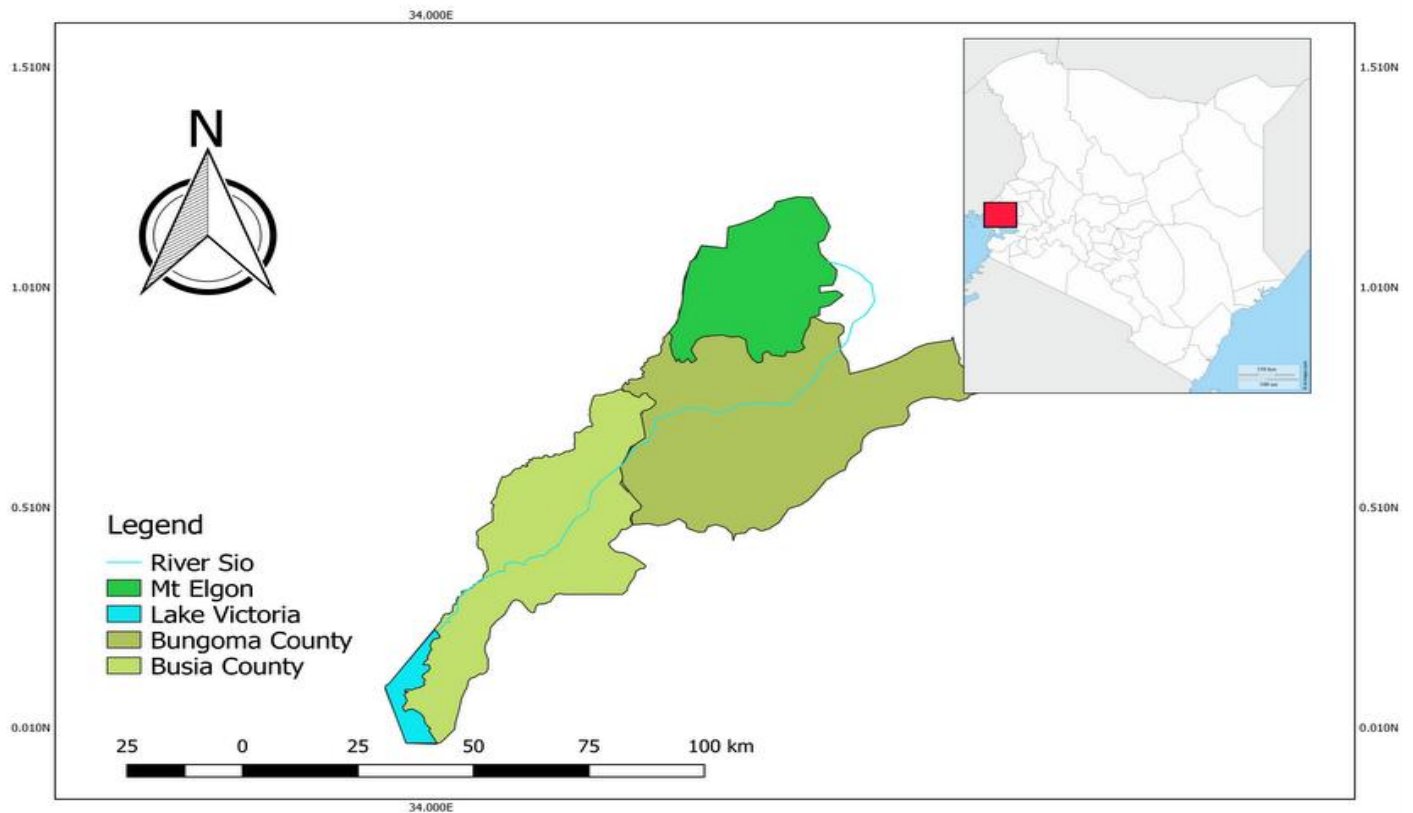 34.000E
1.510N
1.510N
N
1.010N
1.010N
0.510N
0.510N
Legend
River Sio
Mt Elgon
Lake Victoria
Bungoma County
Busia County
0.010N
0.010N
25 0 25 50 75 100 km
34.000E